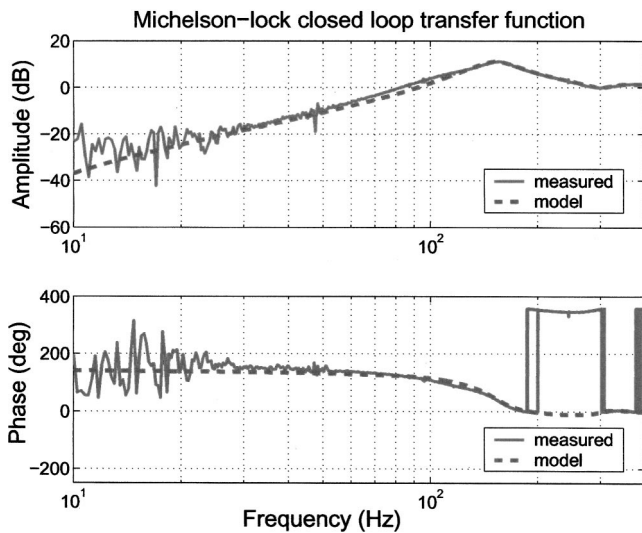 Michelson-lock closed loop transfer function
Amplitude (dB)
20
0
-20
-40
-60
measured
model
10^1
10^2
Phase (deg)
400
200
0
-200
measured
model
10^1
10^2
Frequency (Hz)